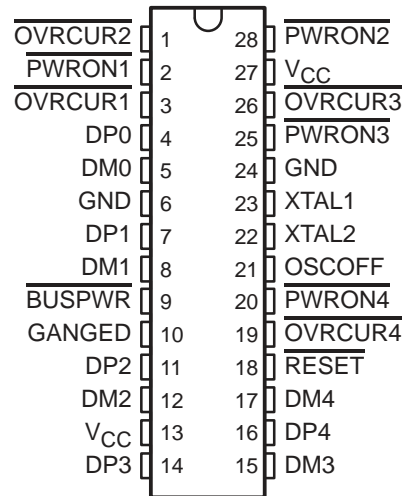 OVRCUR2 1 28 PWRON2
PWRON1 2 27 VCC
OVRCUR1 3 26 OVRCUR3
DP0 4 25 PWRON3
DM0 5 24 GND
GND 6 23 XTAL1
DP1 7 22 XTAL2
DM1 8 21 OSCOFF
BUSPWR 9 20 PWRON4
GANGED 10 19 OVRCUR4
DP2 11 18 RESET
DM2 12 17 DM4
VCC 13 16 DP4
DP3 14 15 DM3